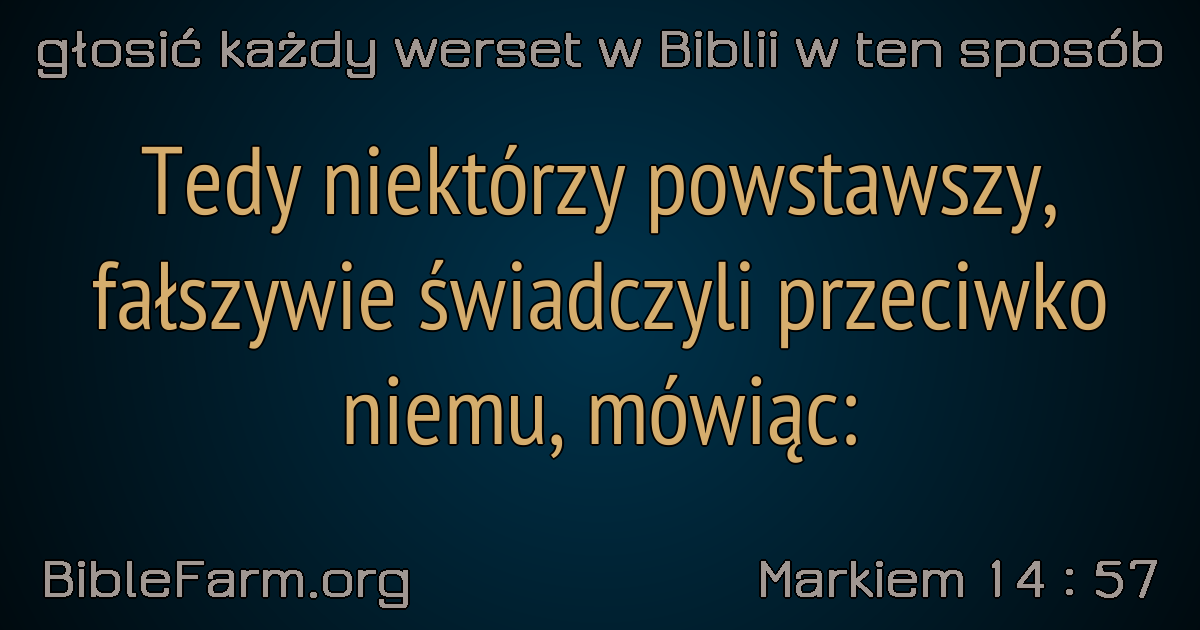 głosić każdy werset w Biblii w ten sposób
Tedy niektórzy powstawszy,
fałszywie świadczyli przeciwko
niemu, mówiąc:
BibleFarm.org
Markiem 14 : 57